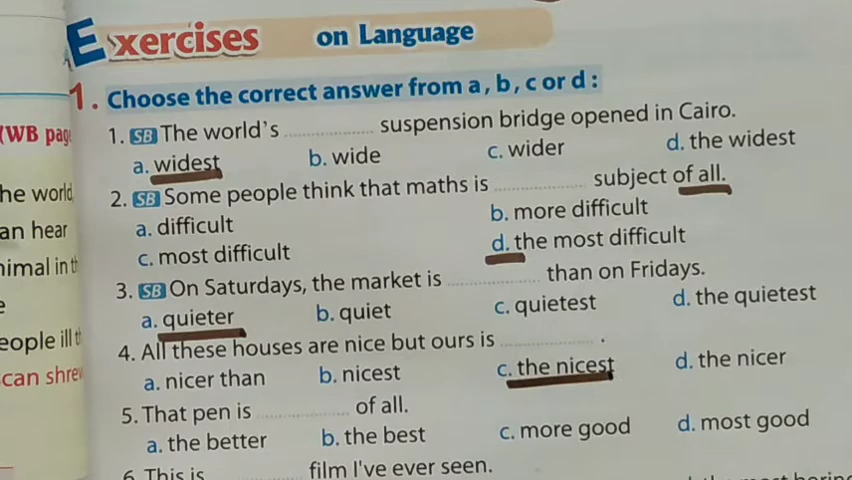 Exercises on Language
1. Choose the correct answer from a, b, c or d :
(WB page
1. SB The world's .................... suspension bridge opened in Cairo.
a. widest b. wide c. wider d. the widest
he world
2. SB Some people think that maths is .................... subject of all.
an hear
a. difficult b. more difficult
c. most difficult d. the most difficult
nimal in th
3. SB On Saturdays, the market is .................... than on Fridays.
e
a. quieter b. quiet c. quietest d. the quietest
eople ill th
4. All these houses are nice but ours is .................... .
can shrew
a. nicer than b. nicest c. the nicest d. the nicer
5. That pen is .................... of all.
a. the better b. the best c. more good d. most good
6. This is .................... film I've ever seen.